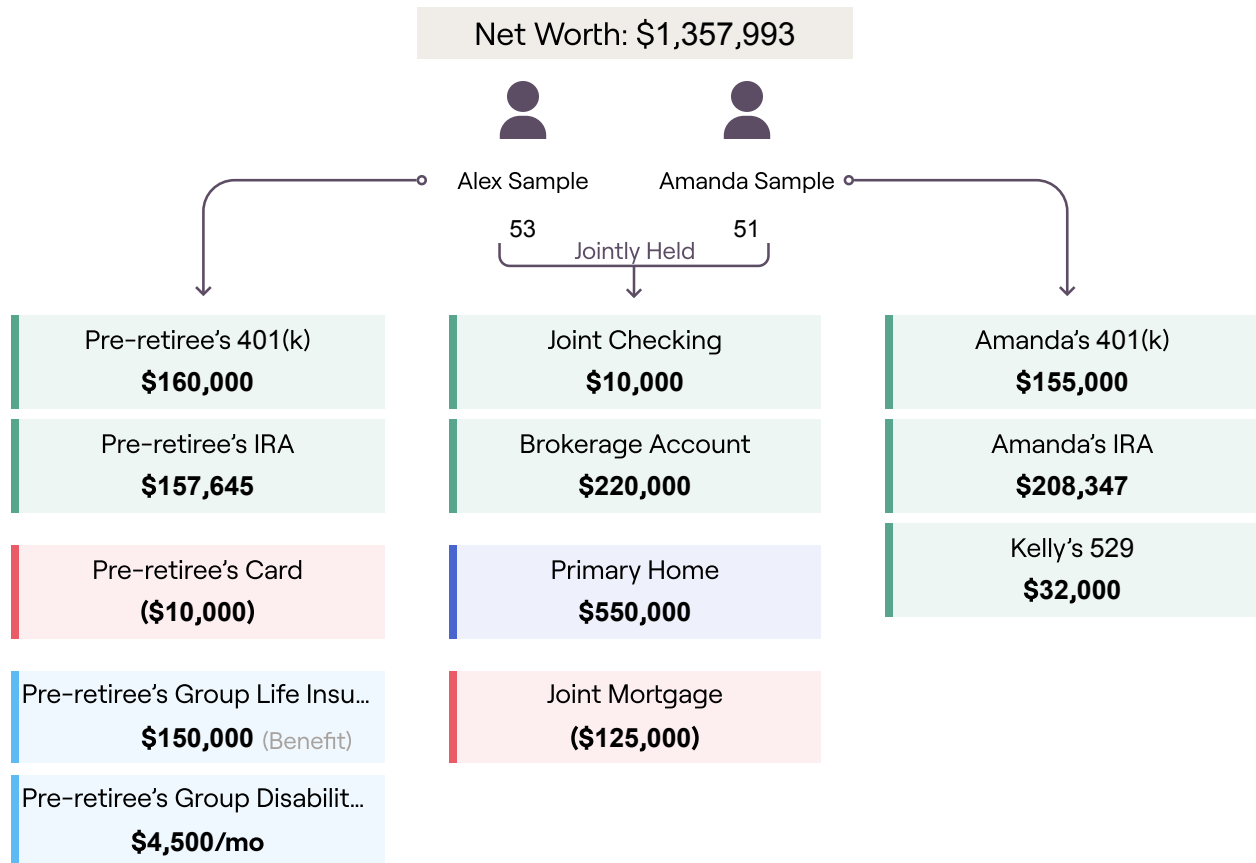 Net Worth: $1,357,993
Alex Sample
Amanda Sample
53
51
Jointly Held
Pre-retiree’s 401(k)
$160,000
Pre-retiree’s IRA
$157,645
Pre-retiree’s Card
($10,000)
Pre-retiree’s Group Life Insu...
$150,000 (Benefit)
Pre-retiree’s Group Disabilit...
$4,500/mo
Joint Checking
$10,000
Brokerage Account
$220,000
Primary Home
$550,000
Joint Mortgage
($125,000)
Amanda’s 401(k)
$155,000
Amanda’s IRA
$208,347
Kelly’s 529
$32,000